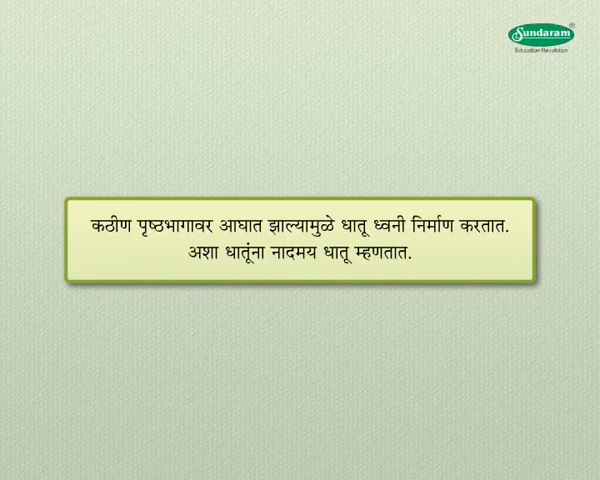 Sundaram®
Education Revolution
कठीण पृष्ठभागावर आघात झाल्यामुळे धातू ध्वनी निर्माण करतात.
अशा धातूंना नादमय धातू म्हणतात.